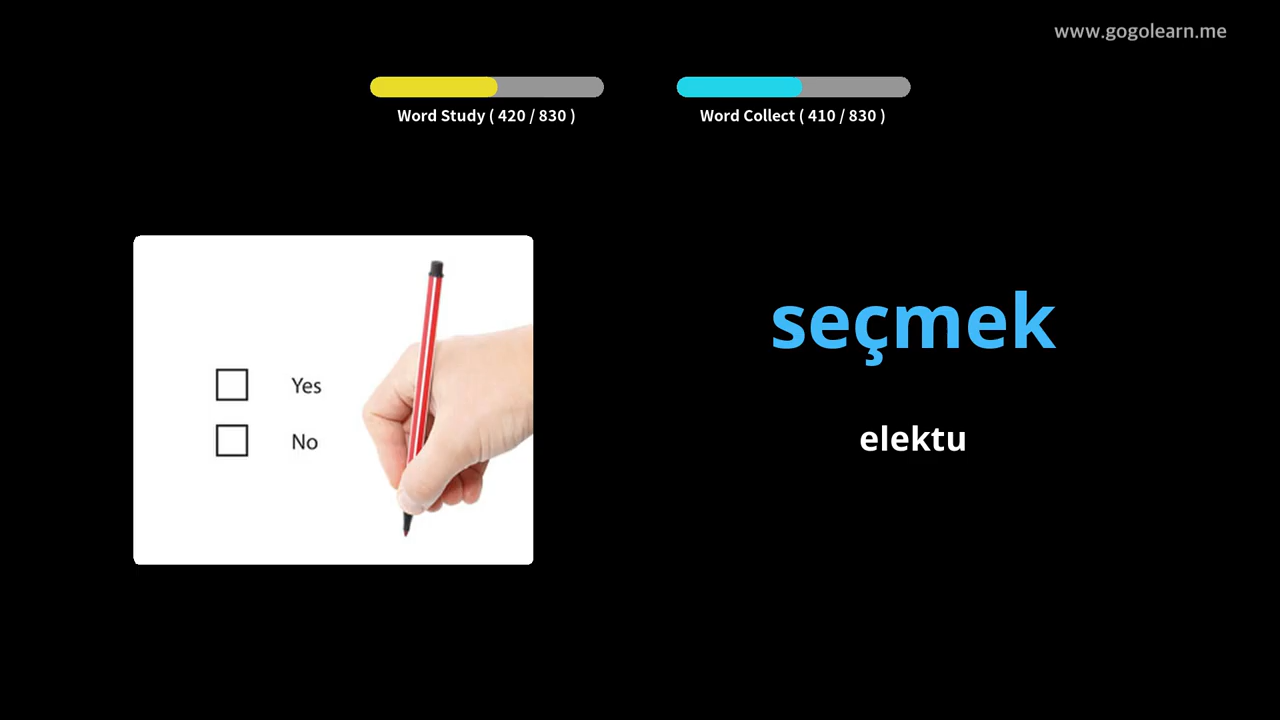 www.gogolearn.me
Word Study ( 420 / 830 )
Word Collect ( 410 / 830 )
Yes
No
seçmek
elektu